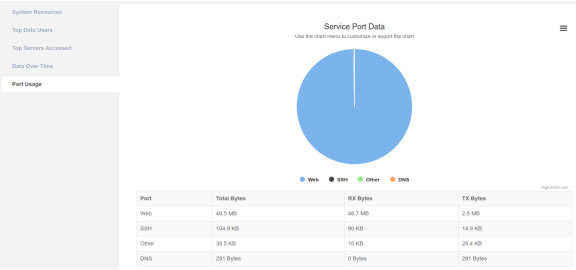 System Resources
Top Data Users
Top Servers Accessed
Data Over Time
Port Usage
Service Port Data
Use the chart menu to customize or export the chart
Web SSH Other DNS
Highcharts.com
Port Total Bytes RX Bytes TX Bytes
Web 49.5 MB 46.7 MB 2.8 MB
SSH 104.9 KB 90 KB 14.9 KB
Other 38.5 KB 10 KB 28.4 KB
DNS 291 Bytes 0 Bytes 291 Bytes